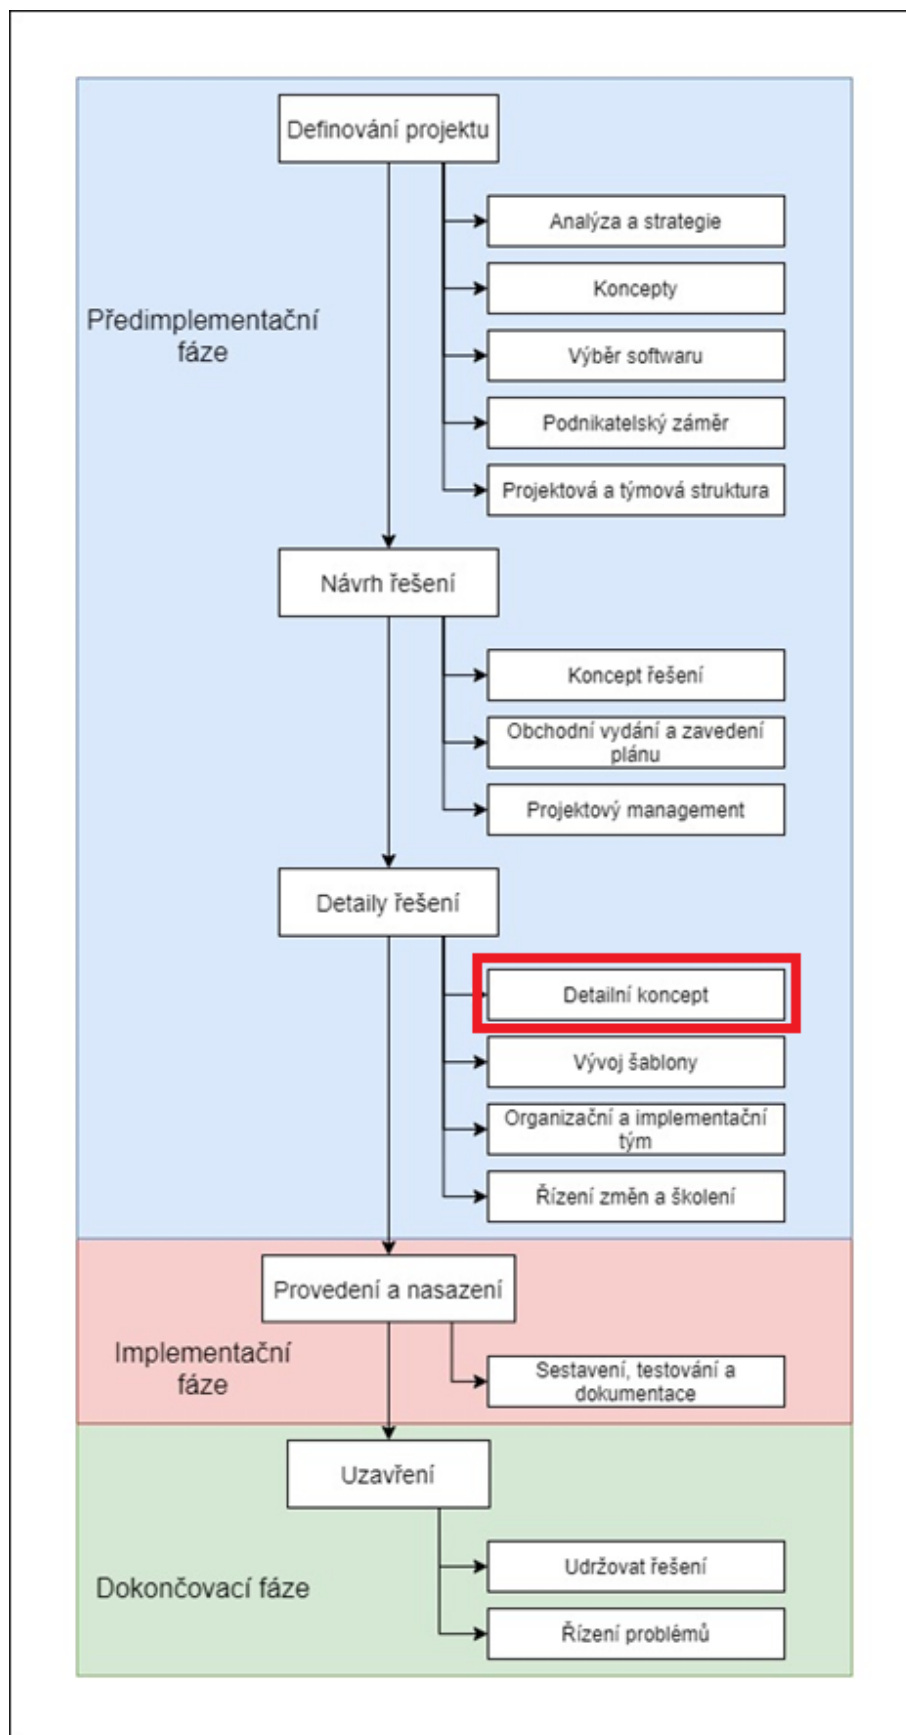 Definování projektu
Analýza a strategie
Koncepty
Předimplementační
fáze
Výběr softwaru
Podnikatelský záměr
Projektová a týmová struktura
Návrh řešení
Koncept řešení
Obchodní vydání a zavedení
plánu
Projektový management
Detaily řešení
Detailní koncept
Vývoj šablony
Organizační a implementační
tým
Řízení změn a školení
Provedení a nasazení
Implementační
fáze
Sestavení, testování a
dokumentace
Uzavření
Udržovat řešení
Dokončovací fáze
Řízení problémů